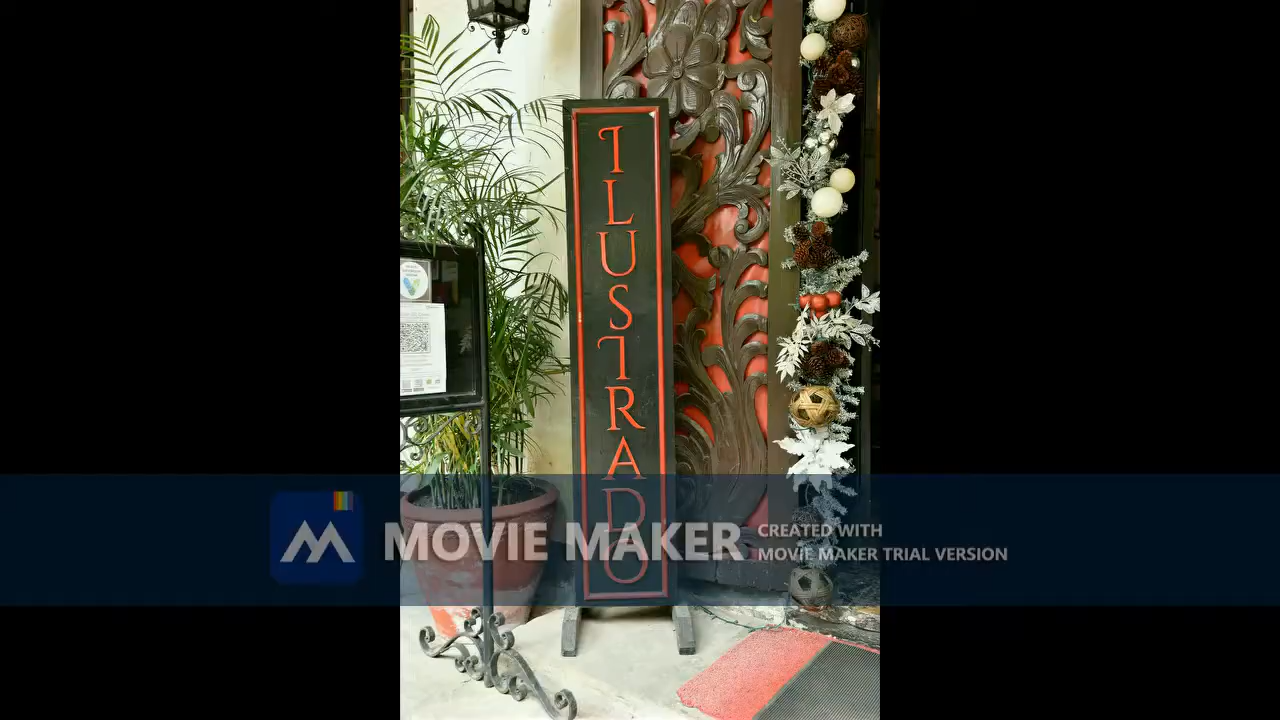 ILUSTRADO
MOVIE MAKER
CREATED WITH
MOVIE MAKER TRIAL VERSION